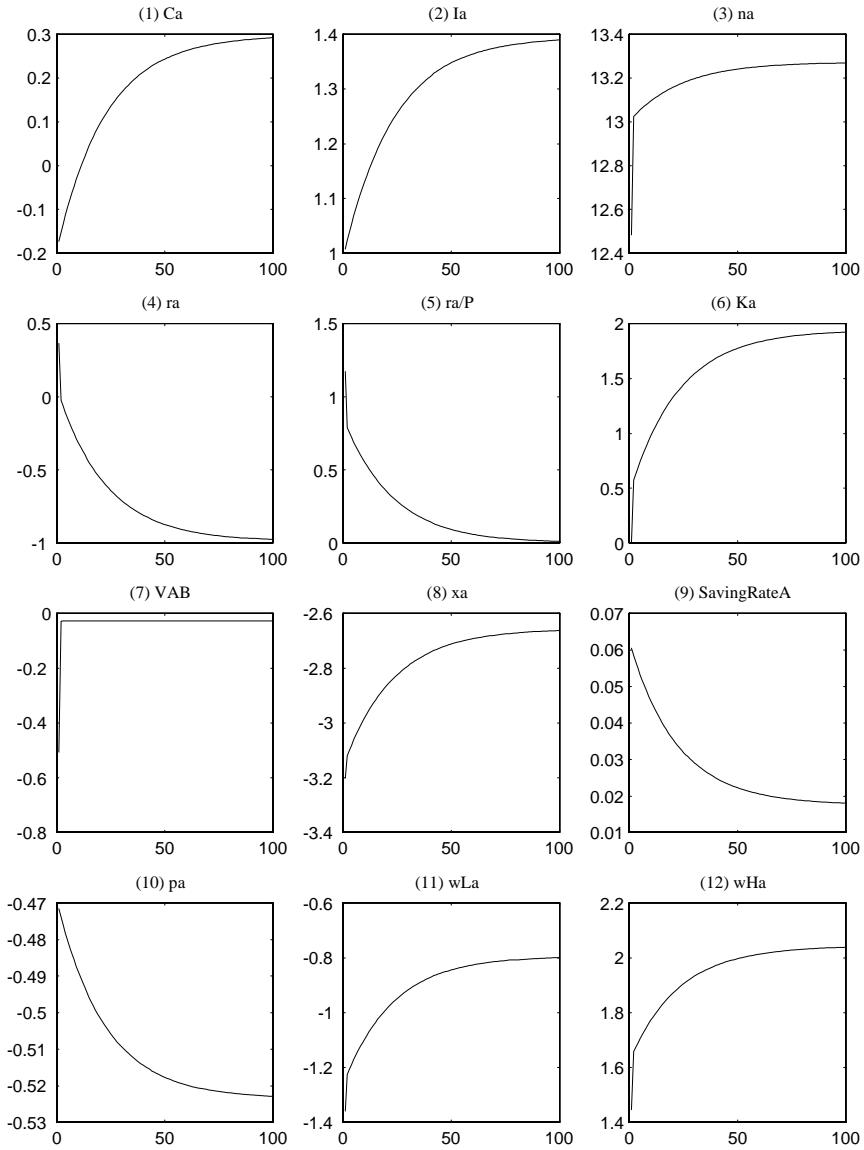 (1) Ca (2) Ia (3) na
0.3 1.4 13.4
0.2 1.3 13.2
0.1 13
0 1.2 12.8
-0.1 1.1 12.6
-0.2 1 12.4
0 50 100 0 50 100 0 50 100
(4) ra (5) ra/P (6) Ka
0.5 1.5 2
0 1 1.5
1
-0.5 0.5 0.5
-1 0 0
0 50 100 0 50 100 0 50 100
(7) VAB (8) xa (9) SavingRateA
0 -2.6 0.07
-0.2 -2.8 0.06
0.05
-0.4 -3 0.04
-0.6 -3.2 0.03
0.02
-0.8 -3.4 0.01
0 50 100 0 50 100 0 50 100
(10) pa (11) wLa (12) wHa
-0.47 -0.6 2.2
-0.48 -0.8 2
-0.49
-0.5 -1 1.8
-0.51 -1.2 1.6
-0.52
-0.53 -1.4 1.4
0 50 100 0 50 100 0 50 100